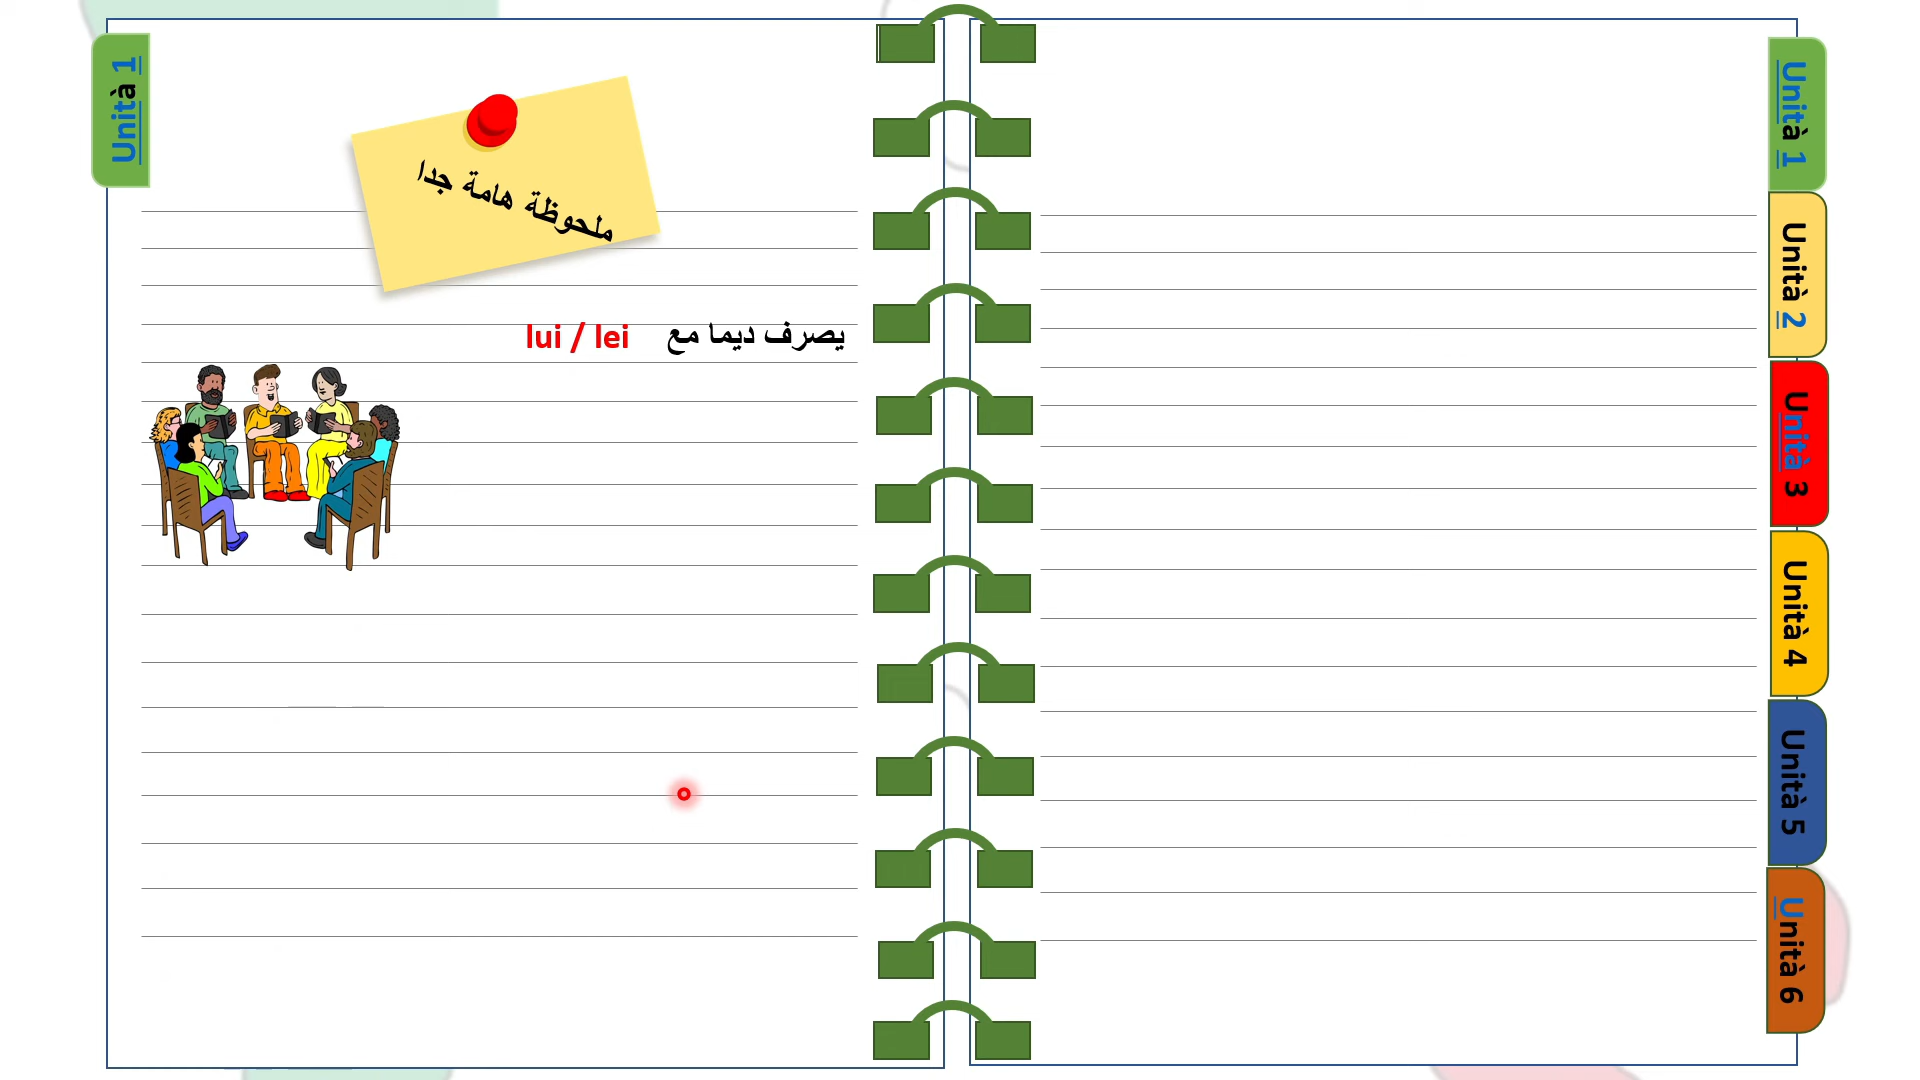 Unità 1
ملحوظة هامة جدا
يصرف ديما مع lui / lei
Unità 1
Unità 2
Unità 3
Unità 4
Unità 5
Unità 6